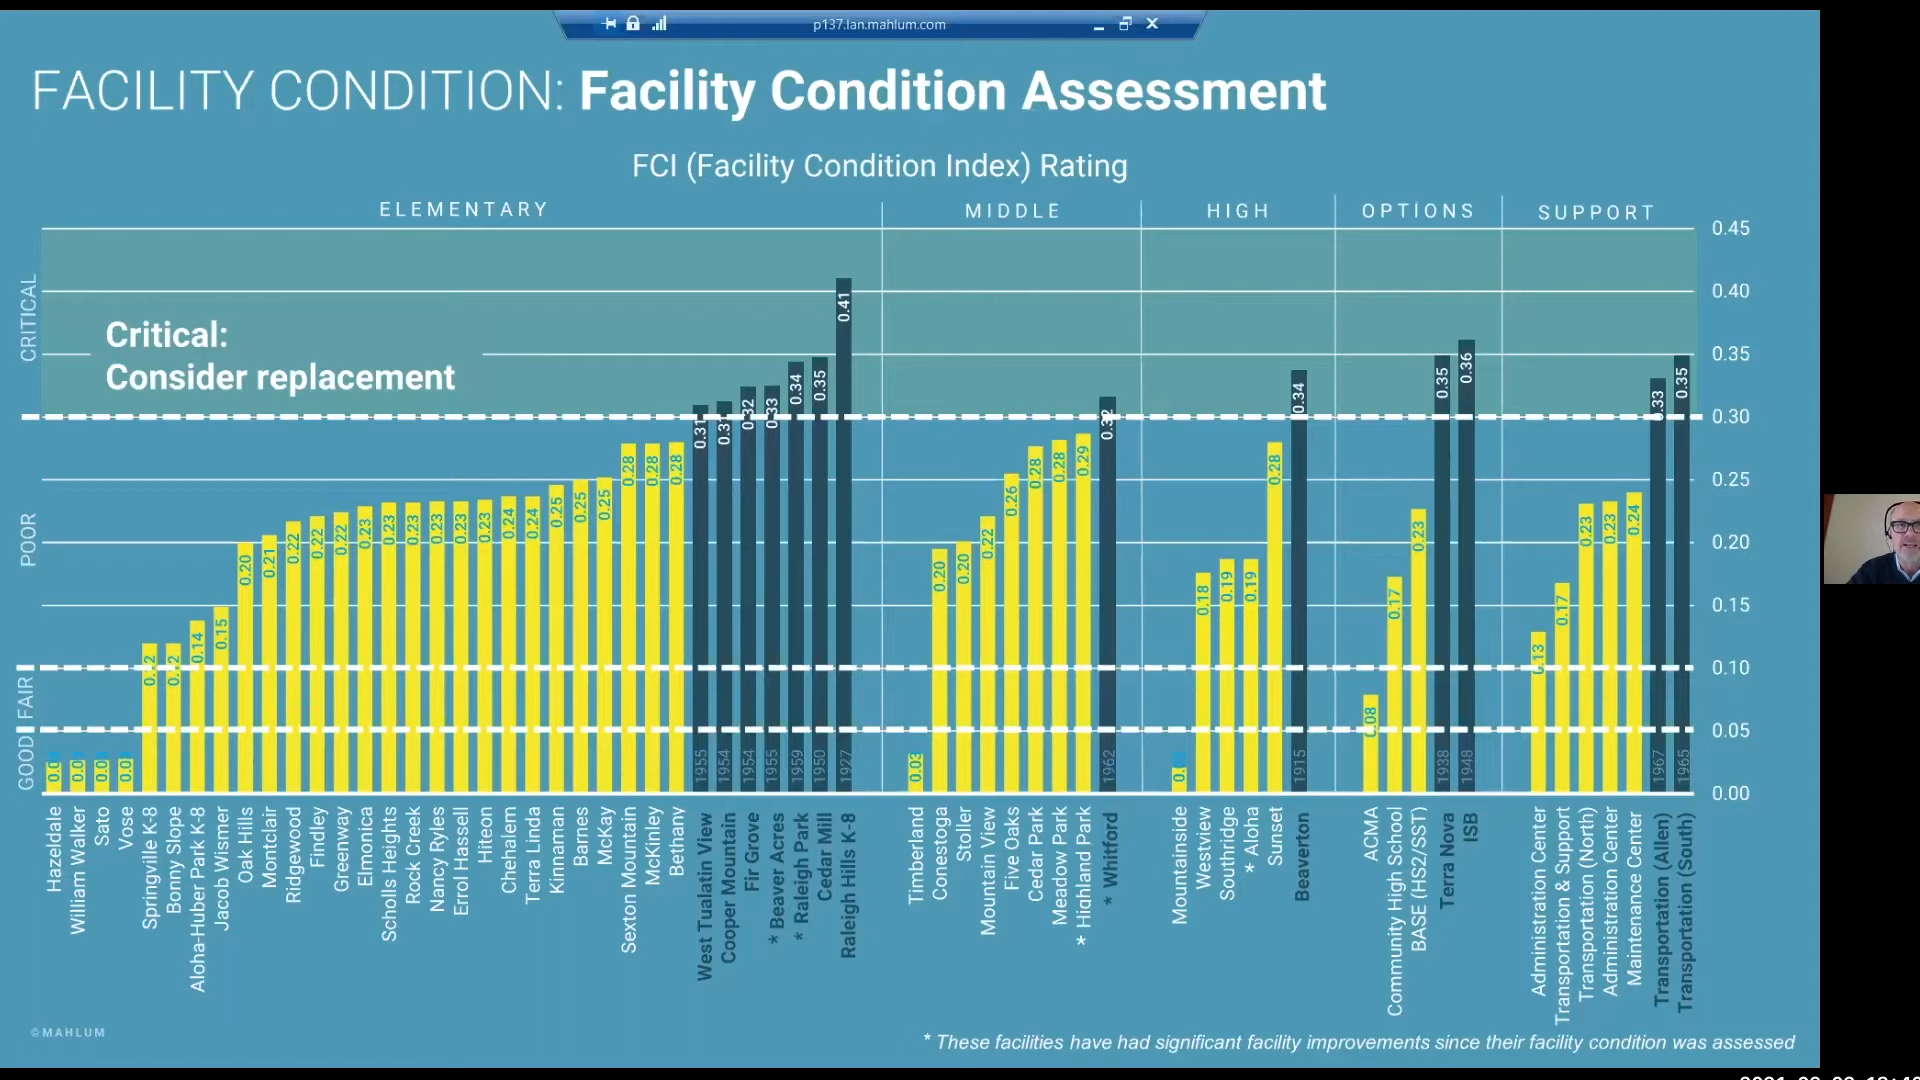 p137.lan.mahlum.com
FACILITY CONDITION: Facility Condition Assessment
FCI (Facility Condition Index) Rating
ELEMENTARY
MIDDLE
HIGH
OPTIONS
SUPPORT
CRITICAL
POOR
FAIR
GOOD
Critical:
Consider replacement
0.45
0.40
0.35
0.30
0.25
0.20
0.15
0.10
0.05
0.00
0.14
0.15
0.20
0.21
0.22
0.22
0.22
0.23
0.23
0.23
0.23
0.23
0.23
0.24
0.24
0.25
0.25
0.25
0.28
0.28
0.28
0.31
0.31
0.32
0.33
0.34
0.35
0.41
0.03
0.20
0.20
0.22
0.26
0.28
0.28
0.29
0.32
0.18
0.19
0.19
0.28
0.34
0.08
0.17
0.23
0.35
0.36
0.13
0.17
0.23
0.23
0.24
0.33
0.35
1955
1954
1954
1955
1959
1950
1927
1962
1915
1938
1948
1967
1965
Hazeldale
William Walker
Sato
Vose
Springville K-8
Bonny Slope
Aloha-Huber Park K-8
Jacob Wismer
Oak Hills
Montclair
Ridgewood
Findley
Greenway
Elmonica
Scholls Heights
Rock Creek
Nancy Ryles
Errol Hassell
Hiteon
Chehalem
Terra Linda
Kinnaman
Barnes
McKay
Sexton Mountain
McKinley
Bethany
West Tualatin View
Cooper Mountain
Fir Grove
* Beaver Acres
* Raleigh Park
Cedar Mill
Raleigh Hills K-8
Timberland
Conestoga
Stoller
Mountain View
Five Oaks
Cedar Park
Meadow Park
* Highland Park
* Whitford
Mountainside
Westview
Southridge
* Aloha
Sunset
Beaverton
ACMA
Community High School
BASE (HS2/SST)
Terra Nova
ISB
Administration Center
Transportation & Support
Transportation (North)
Administration Center
Maintenance Center
Transportation (Allen)
Transportation (South)
©MAHLUM
* These facilities have had significant facility improvements since their facility condition was assessed